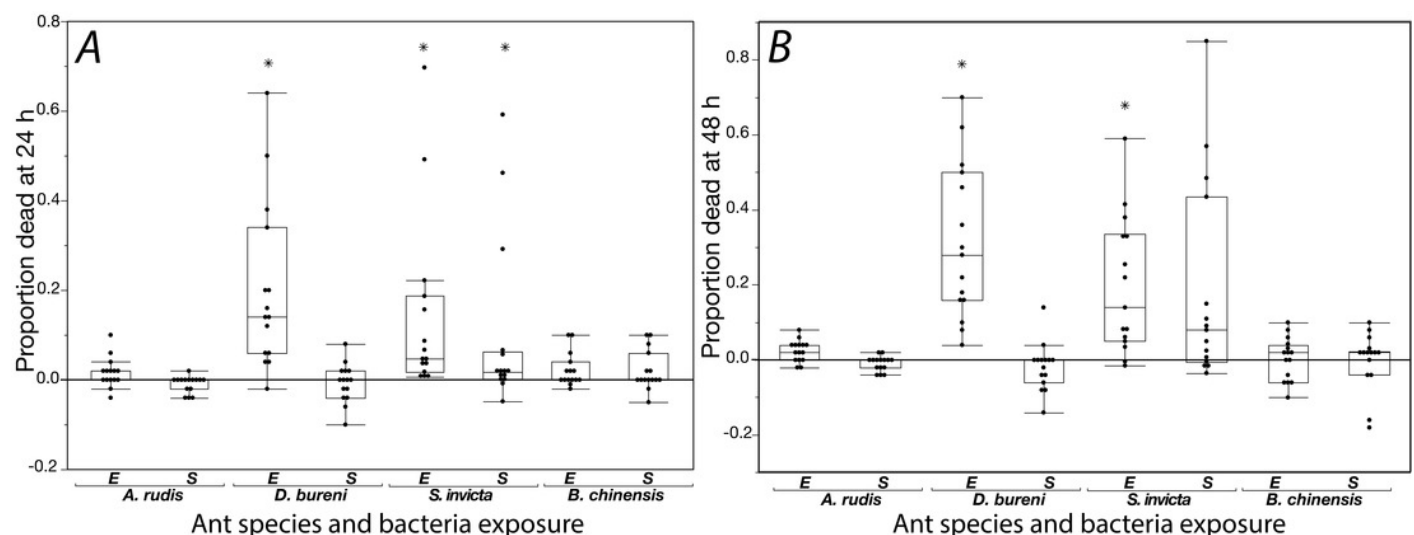 A
Proportion dead at 24 h
0.8
0.6
0.4
0.2
0.0
-0.2
*
*
*
E S E S E S E S
A. rudis D. bureni S. invicta B. chinensis
Ant species and bacteria exposure
B
Proportion dead at 48 h
0.8
0.6
0.4
0.2
0.0
-0.2
*
*
E S E S E S E S
A. rudis D. bureni S. invicta B. chinensis
Ant species and bacteria exposure